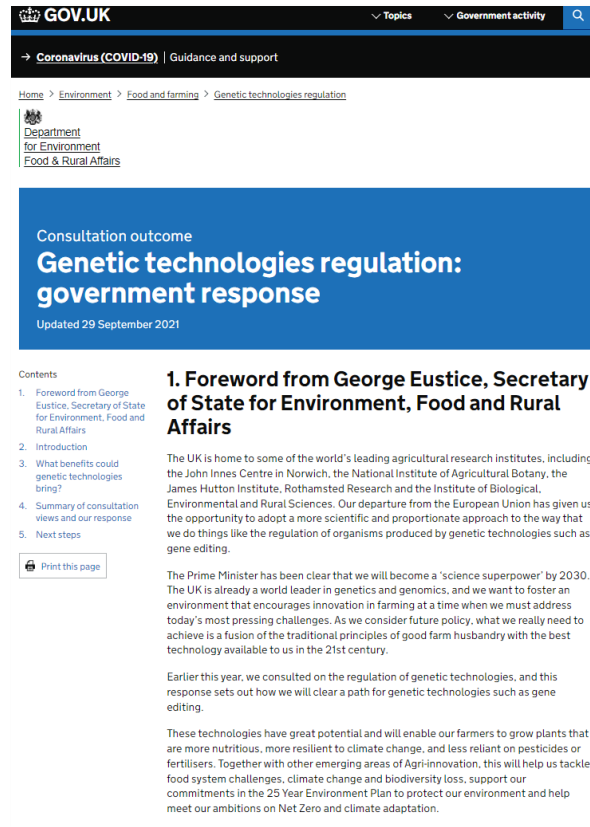 GOV.UK
Topics
Government activity
→ Coronavirus (COVID-19) | Guidance and support
Home > Environment > Food and farming > Genetic technologies regulation
Department
for Environment
Food & Rural Affairs
Consultation outcome
Genetic technologies regulation:
government response
Updated 29 September 2021
Contents
1. Foreword from George
Eustice, Secretary of State
for Environment, Food and
Rural Affairs
2. Introduction
3. What benefits could
genetic technologies
bring?
4. Summary of consultation
views and our response
5. Next steps
Print this page
1. Foreword from George Eustice, Secretary
of State for Environment, Food and Rural
Affairs
The UK is home to some of the world's leading agricultural research institutes, including
the John Innes Centre in Norwich, the National Institute of Agricultural Botany, the
James Hutton Institute, Rothamsted Research and the Institute of Biological,
Environmental and Rural Sciences. Our departure from the European Union has given us
the opportunity to adopt a more scientific and proportionate approach to the way that
we do things like the regulation of organisms produced by genetic technologies such as
gene editing.
The Prime Minister has been clear that we will become a 'science superpower' by 2030.
The UK is already a world leader in genetics and genomics, and we want to foster an
environment that encourages innovation in farming at a time when we must address
today's most pressing challenges. As we consider future policy, what we really need to
achieve is a fusion of the traditional principles of good farm husbandry with the best
technology available to us in the 21st century.
Earlier this year, we consulted on the regulation of genetic technologies, and this
response sets out how we will clear a path for genetic technologies such as gene
editing.
These technologies have great potential and will enable our farmers to grow plants that
are more nutritious, more resilient to climate change, and less reliant on pesticides or
fertilisers. Together with other emerging areas of Agri-innovation, this will help us tackle
food system challenges, climate change and biodiversity loss, support our
commitments in the 25 Year Environment Plan to protect our environment and help
meet our ambitions on Net Zero and climate adaptation.